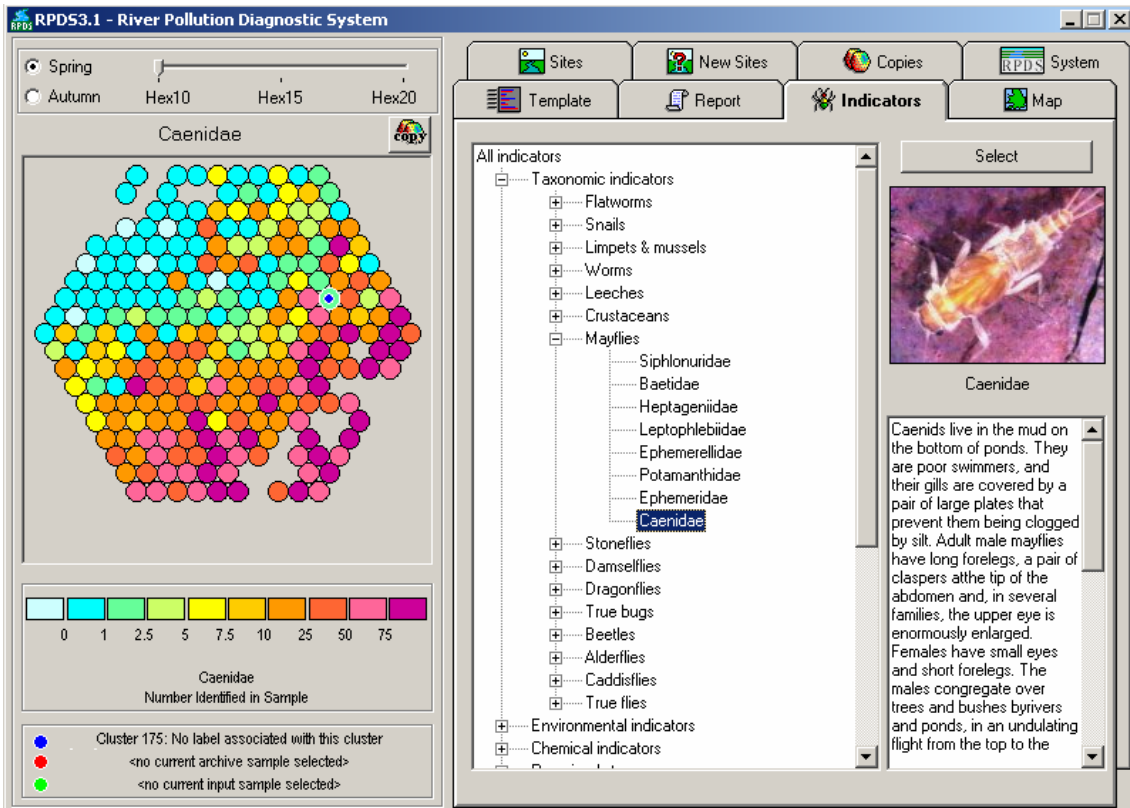 RPDS3.1 - River Pollution Diagnostic System
Spring
Autumn
Hex10 Hex15 Hex20
Caenidae
copy
Sites
New Sites
Copies
RPDS System
Template
Report
Indicators
Map
All indicators
Taxonomic indicators
Flatworms
Snails
Limpets & mussels
Worms
Leeches
Crustaceans
Mayflies
Siphlonuridae
Baetidae
Heptageniidae
Leptophlebiidae
Ephemerellidae
Potamanthidae
Ephemeridae
Caenidae
Stoneflies
Damselflies
Dragonflies
True bugs
Beetles
Alderflies
Caddisflies
True flies
Environmental indicators
Chemical indicators
Select
Caenidae
Caenids live in the mud on
the bottom of ponds. They
are poor swimmers, and
their gills are covered by a
pair of large plates that
prevent them being clogged
by silt. Adult male mayflies
have long forelegs, a pair of
claspers atthe tip of the
abdomen and, in several
families, the upper eye is
enormously enlarged.
Females have small eyes
and short forelegs. The
males congregate over
trees and bushes byrivers
and ponds, in an undulating
flight from the top to the
0 1 2.5 5 7.5 10 25 50 75
Caenidae
Number Identified in Sample
Cluster 175: No label associated with this cluster
<no current archive sample selected>
<no current input sample selected>